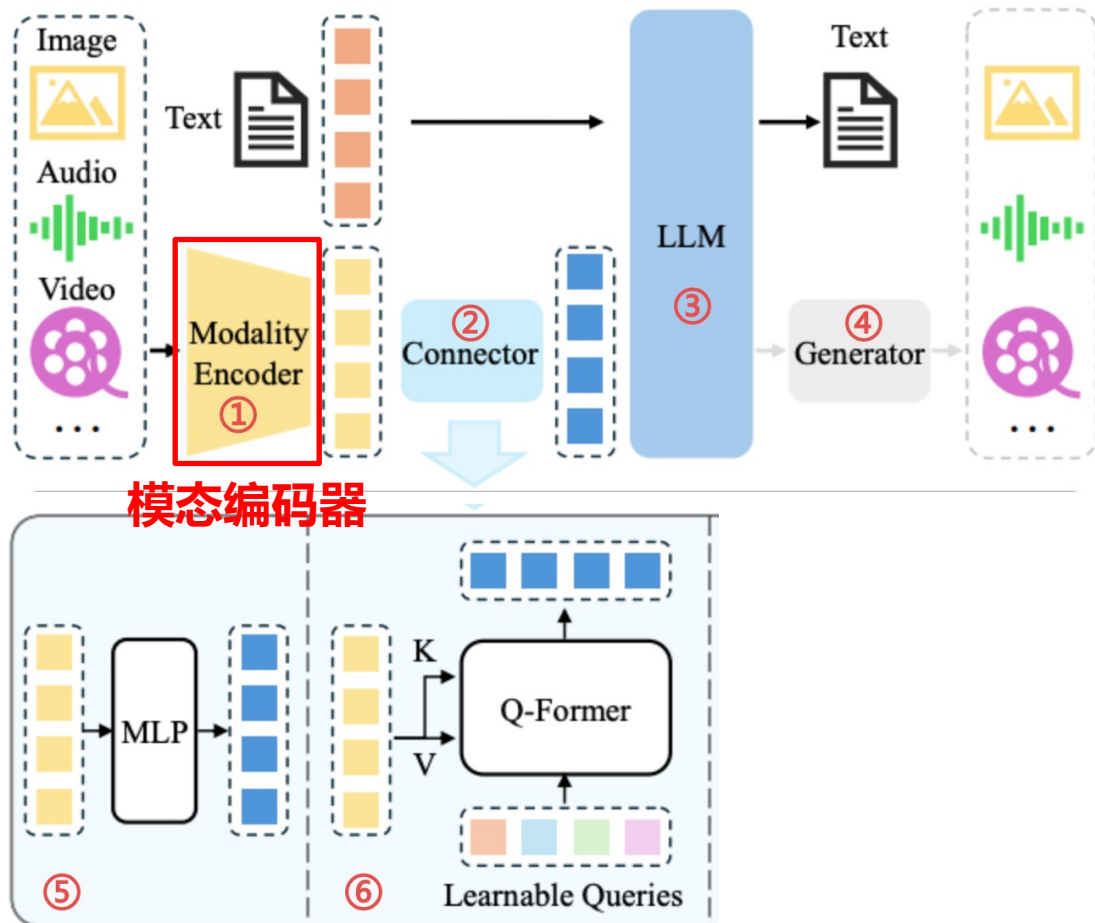 Image
Text
Text
Audio
LLM
Video
③
②
④
Modality
Connector
Generator
Encoder
①
...
...
模态编码器
K
MLP
Q-Former
V
⑤
⑥
Learnable Queries